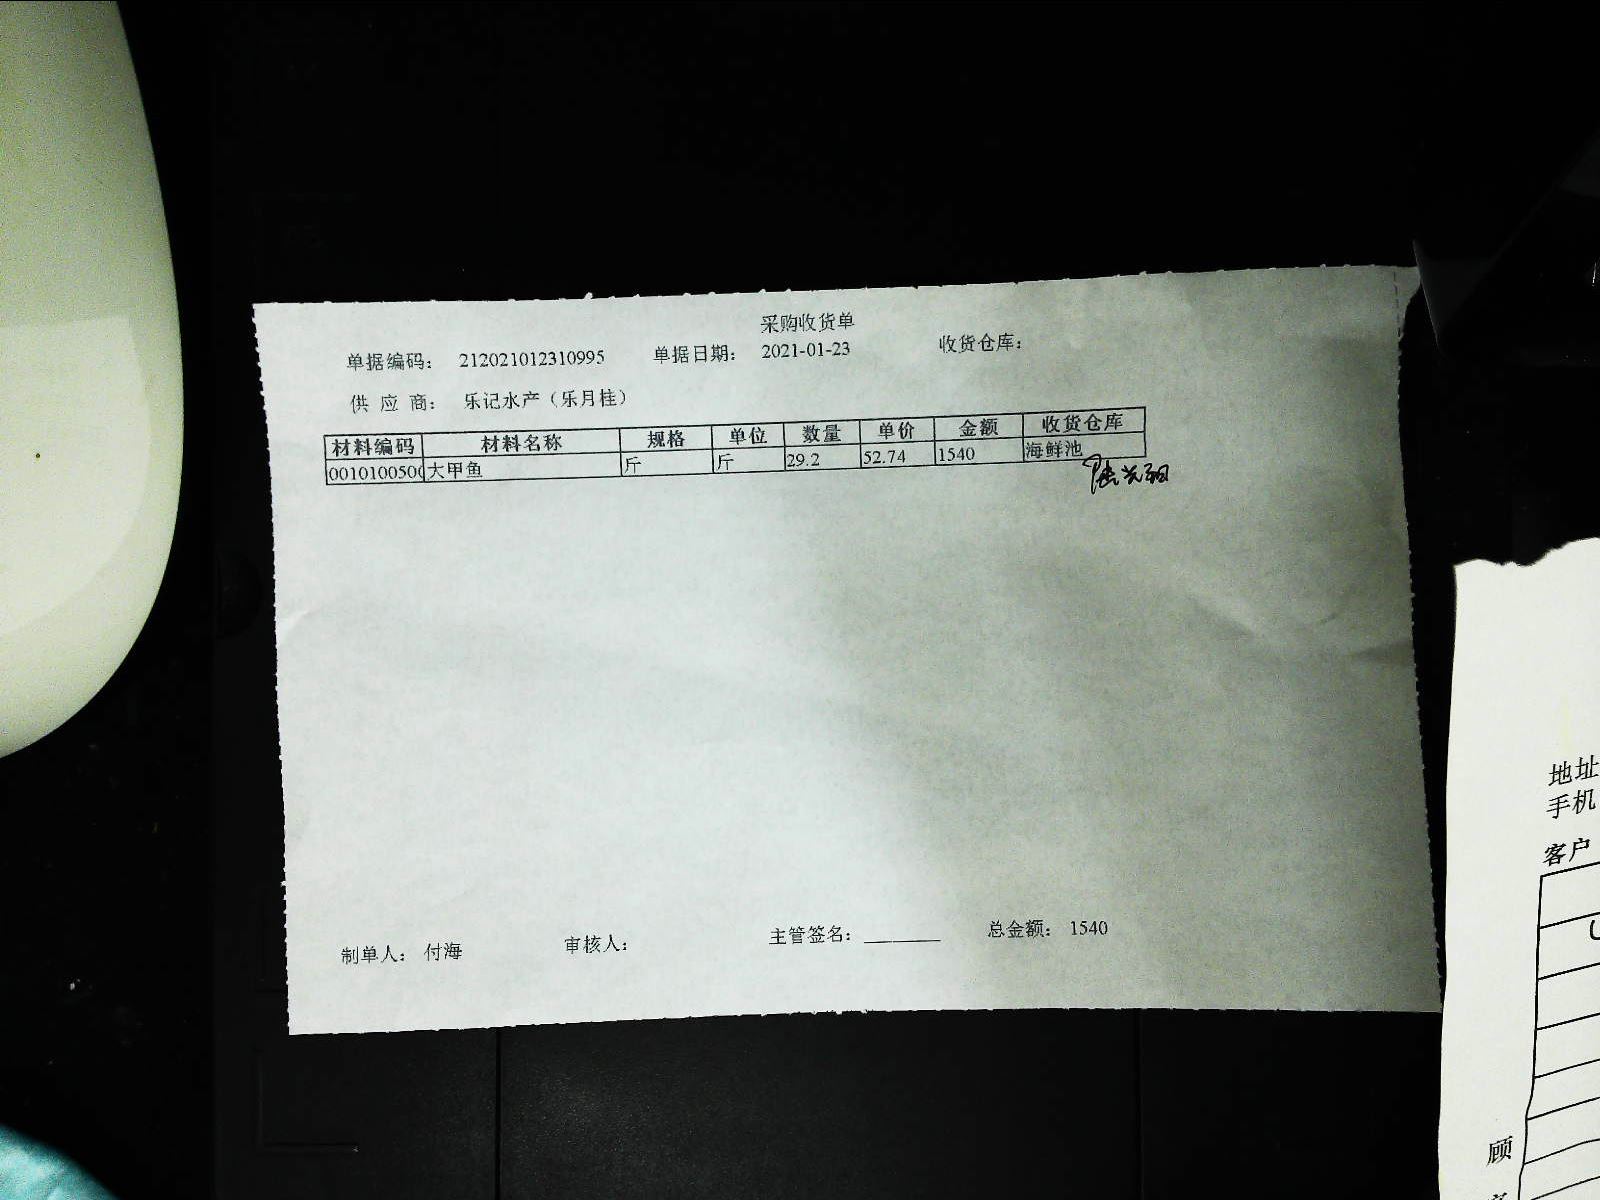 采购收货单
单据编码： 212021012310995 单据日期： 2021-01-23 收货仓库：
供 应 商： 乐记水产（乐月桂）
材料编码 材料名称 规格 单位 数量 单价 金额 收货仓库
0010100500 大甲鱼 斤 斤 29.2 52.74 1540 海鲜池
制单人： 付海 审核人： 主管签名： 总金额： 1540
地址
手机
客户
顾